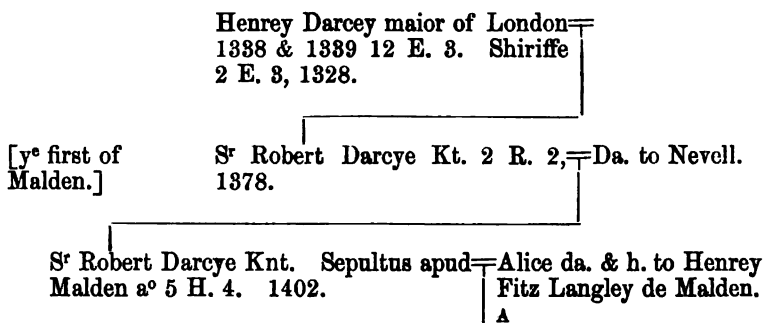 Henrey Darcey maior of London
1338 & 1339 12 E. 3. Shiriffe
2 E. 3, 1328.
[yᵉ first of
Malden.]
Sʳ Robert Darcye Kt. 2 R. 2,
1378.
Da. to Nevell.
Sʳ Robert Darcye Knt. Sepultus apud
Malden aº 5 H. 4. 1402.
Alice da. & h. to Henrey
Fitz Langley de Malden.
A